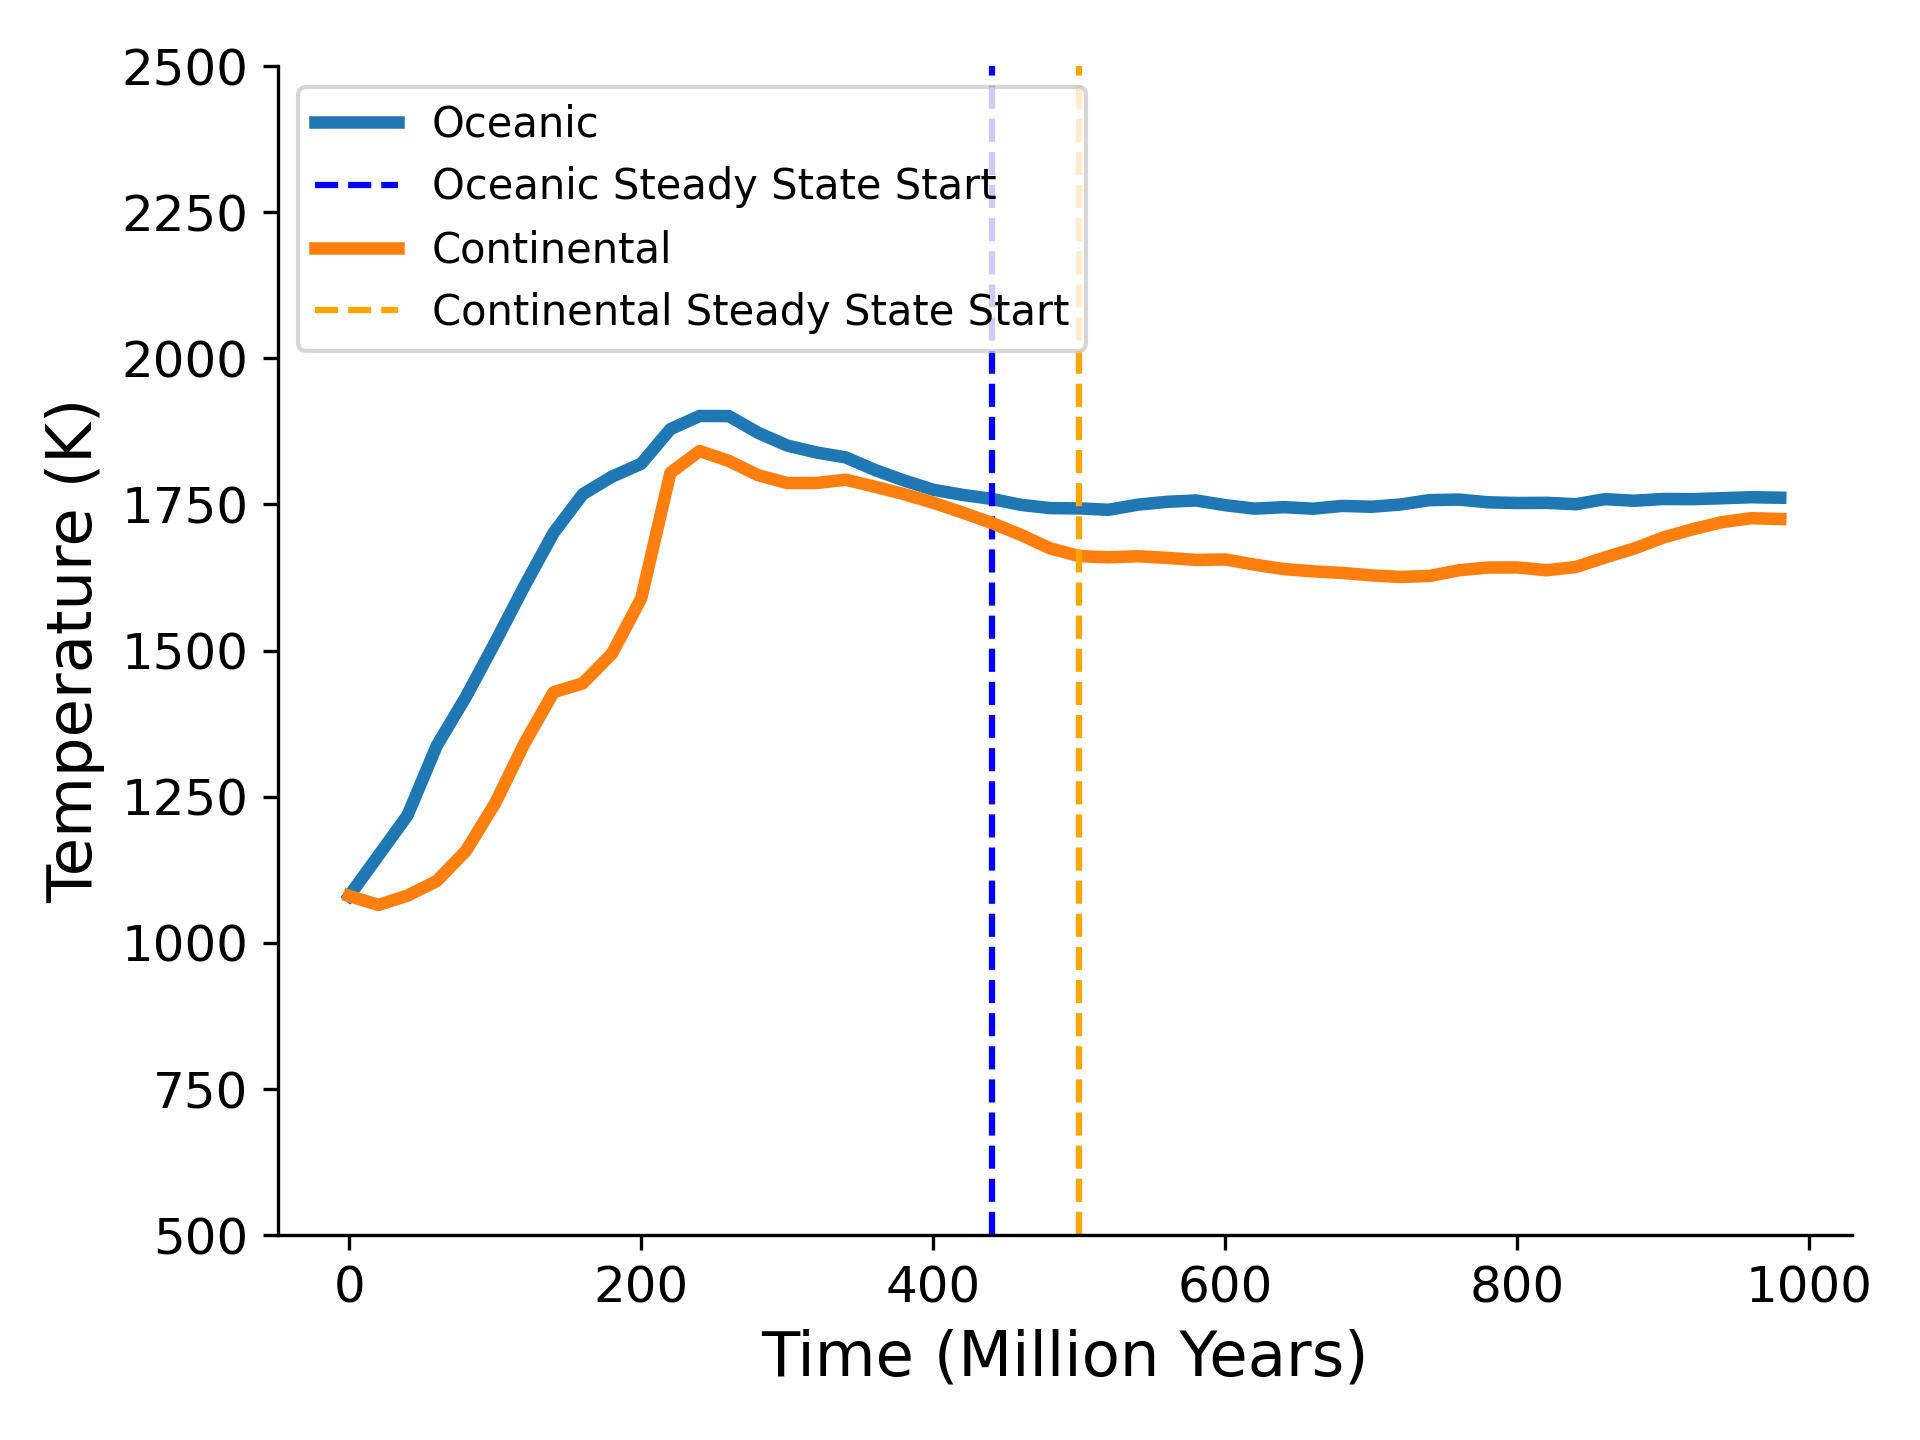 2500
2250
2000
1750
1500
1250
1000
750
500
Temperature (K)
Oceanic
Oceanic Steady State Start
Continental
Continental Steady State Start
0 200 400 600 800 1000
Time (Million Years)